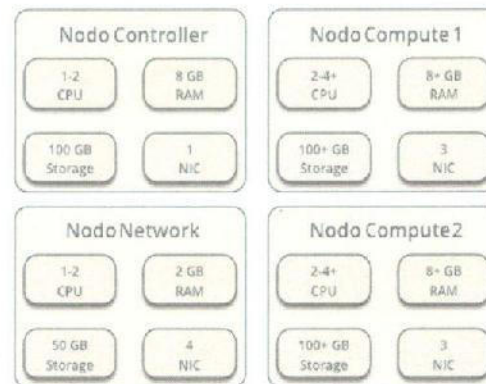 Nodo Controller
1-2
CPU
8 GB
RAM
100 GB
Storage
1
NIC
Nodo Compute 1
2-4+
CPU
8+ GB
RAM
100+ GB
Storage
3
NIC
Nodo Network
1-2
CPU
2 GB
RAM
50 GB
Storage
4
NIC
Nodo Compute2
2-4+
CPU
8+ GB
RAM
100+ GB
Storage
3
NIC